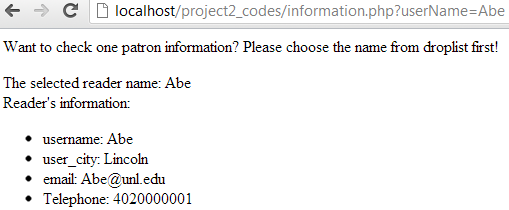 localhost/project2_codes/information.php?userName=Abe
Want to check one patron information? Please choose the name from droplist first!
The selected reader name: Abe
Reader's information:
username: Abe
user_city: Lincoln
email: Abe@unl.edu
Telephone: 4020000001